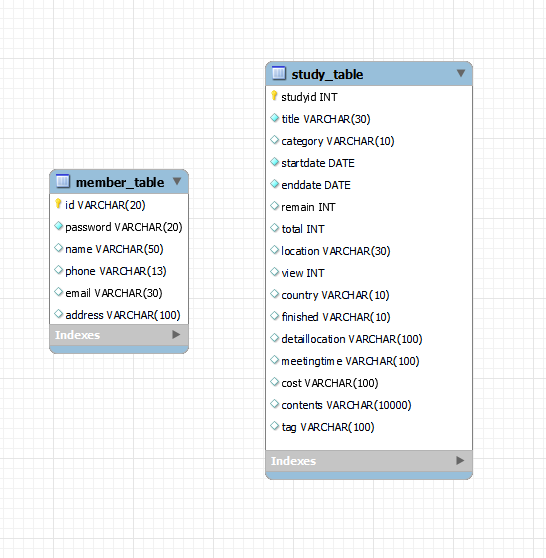 member_table
id VARCHAR(20)
password VARCHAR(20)
name VARCHAR(50)
phone VARCHAR(13)
email VARCHAR(30)
address VARCHAR(100)
Indexes
study_table
studyid INT
title VARCHAR(30)
category VARCHAR(10)
startdate DATE
enddate DATE
remain INT
total INT
location VARCHAR(30)
view INT
country VARCHAR(10)
finished VARCHAR(10)
detaillocation VARCHAR(100)
meetingtime VARCHAR(100)
cost VARCHAR(100)
contents VARCHAR(10000)
tag VARCHAR(100)
Indexes